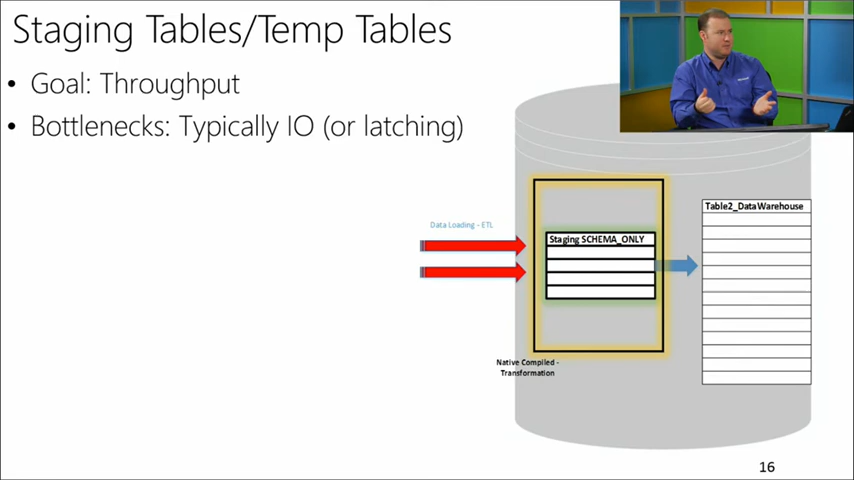 Staging Tables/Temp Tables
• Goal: Throughput
• Bottlenecks: Typically IO (or latching)
Data Loading - ETL
Staging SCHEMA_ONLY
Table2_DataWarehouse
Native Compiled -
Transformation
16